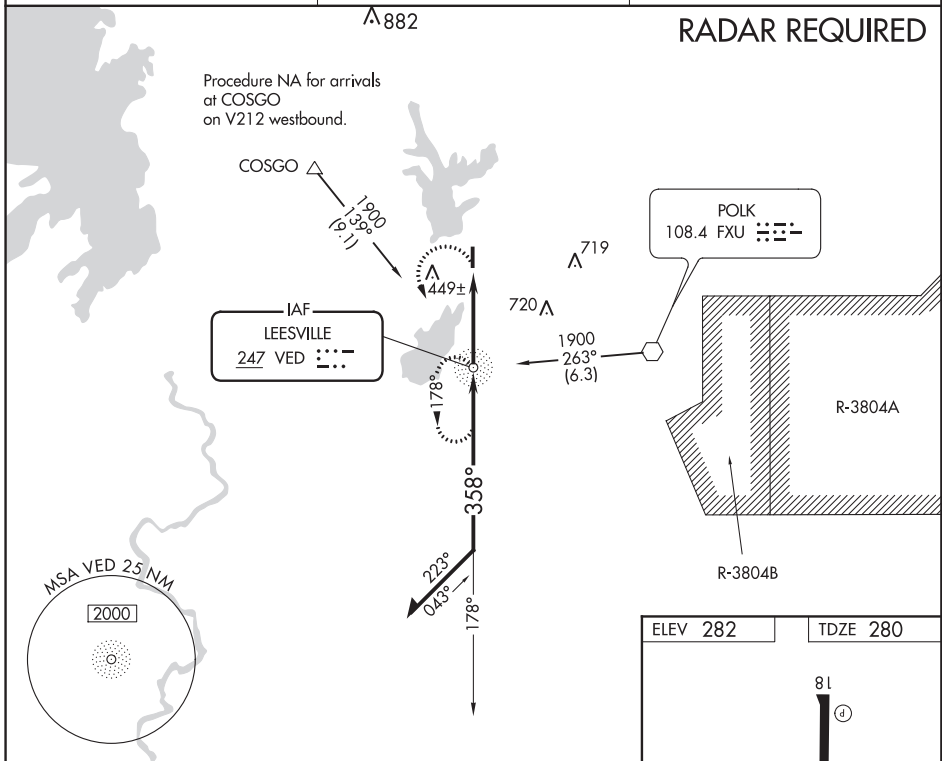 882
RADAR REQUIRED
Procedure NA for arrivals
at COSGO
on V212 westbound.
COSGO
1900
139°
(9.1)
POLK
108.4 FXU
719
449±
720
IAF
LEESVILLE
247 VED
1900
263°
(6.3)
178°
R-3804A
358°
R-3804B
223°
043°
178°
MSA VED 25 NM
2000
ELEV 282
TDZE 280
18
P